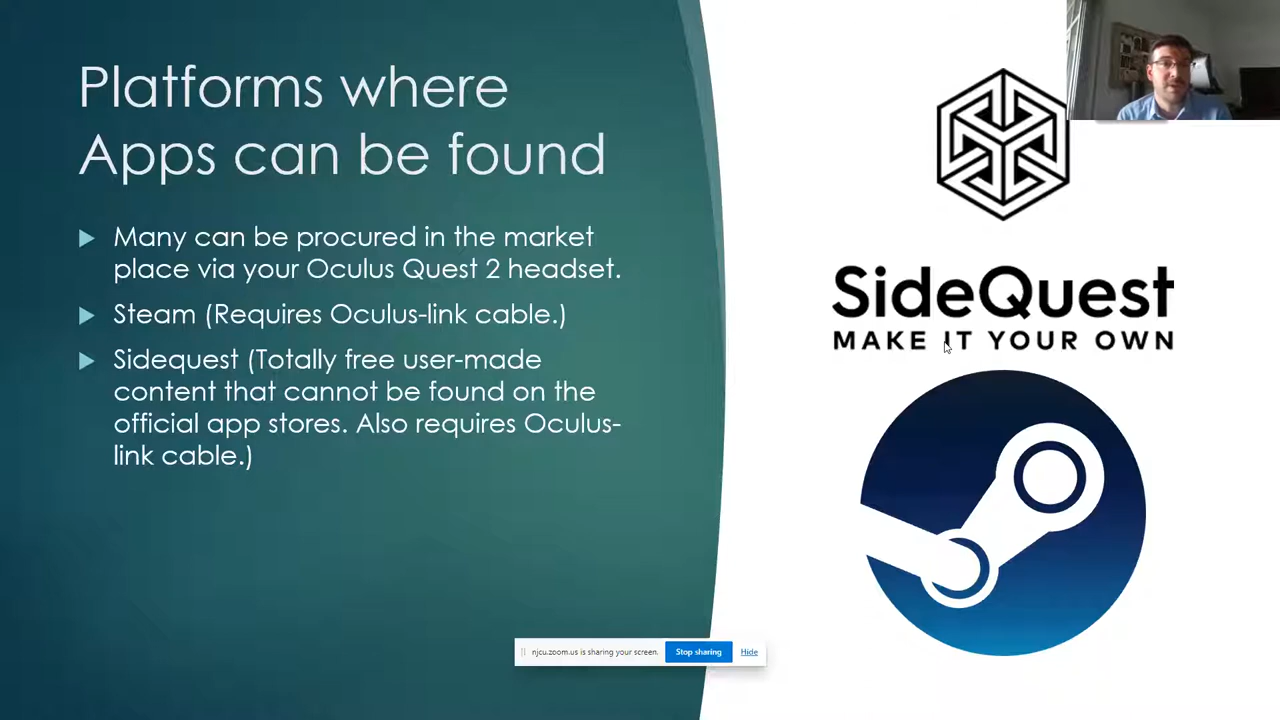 Platforms where
Apps can be found
Many can be procured in the market
place via your Oculus Quest 2 headset.
Steam (Requires Oculus-link cable.)
Sidequest (Totally free user-made
content that cannot be found on the
official app stores. Also requires Oculus-
link cable.)
SideQuest
MAKE IT YOUR OWN
njcu.zoom.us is sharing your screen.
Stop sharing
Hide